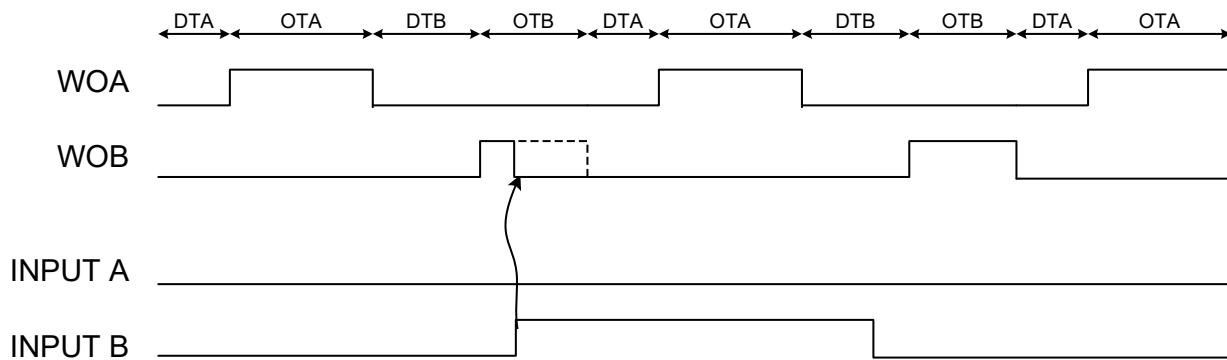 DTA OTA DTB OTB DTA OTA DTB OTB DTA OTA
WOA
WOB
INPUT A
INPUT B